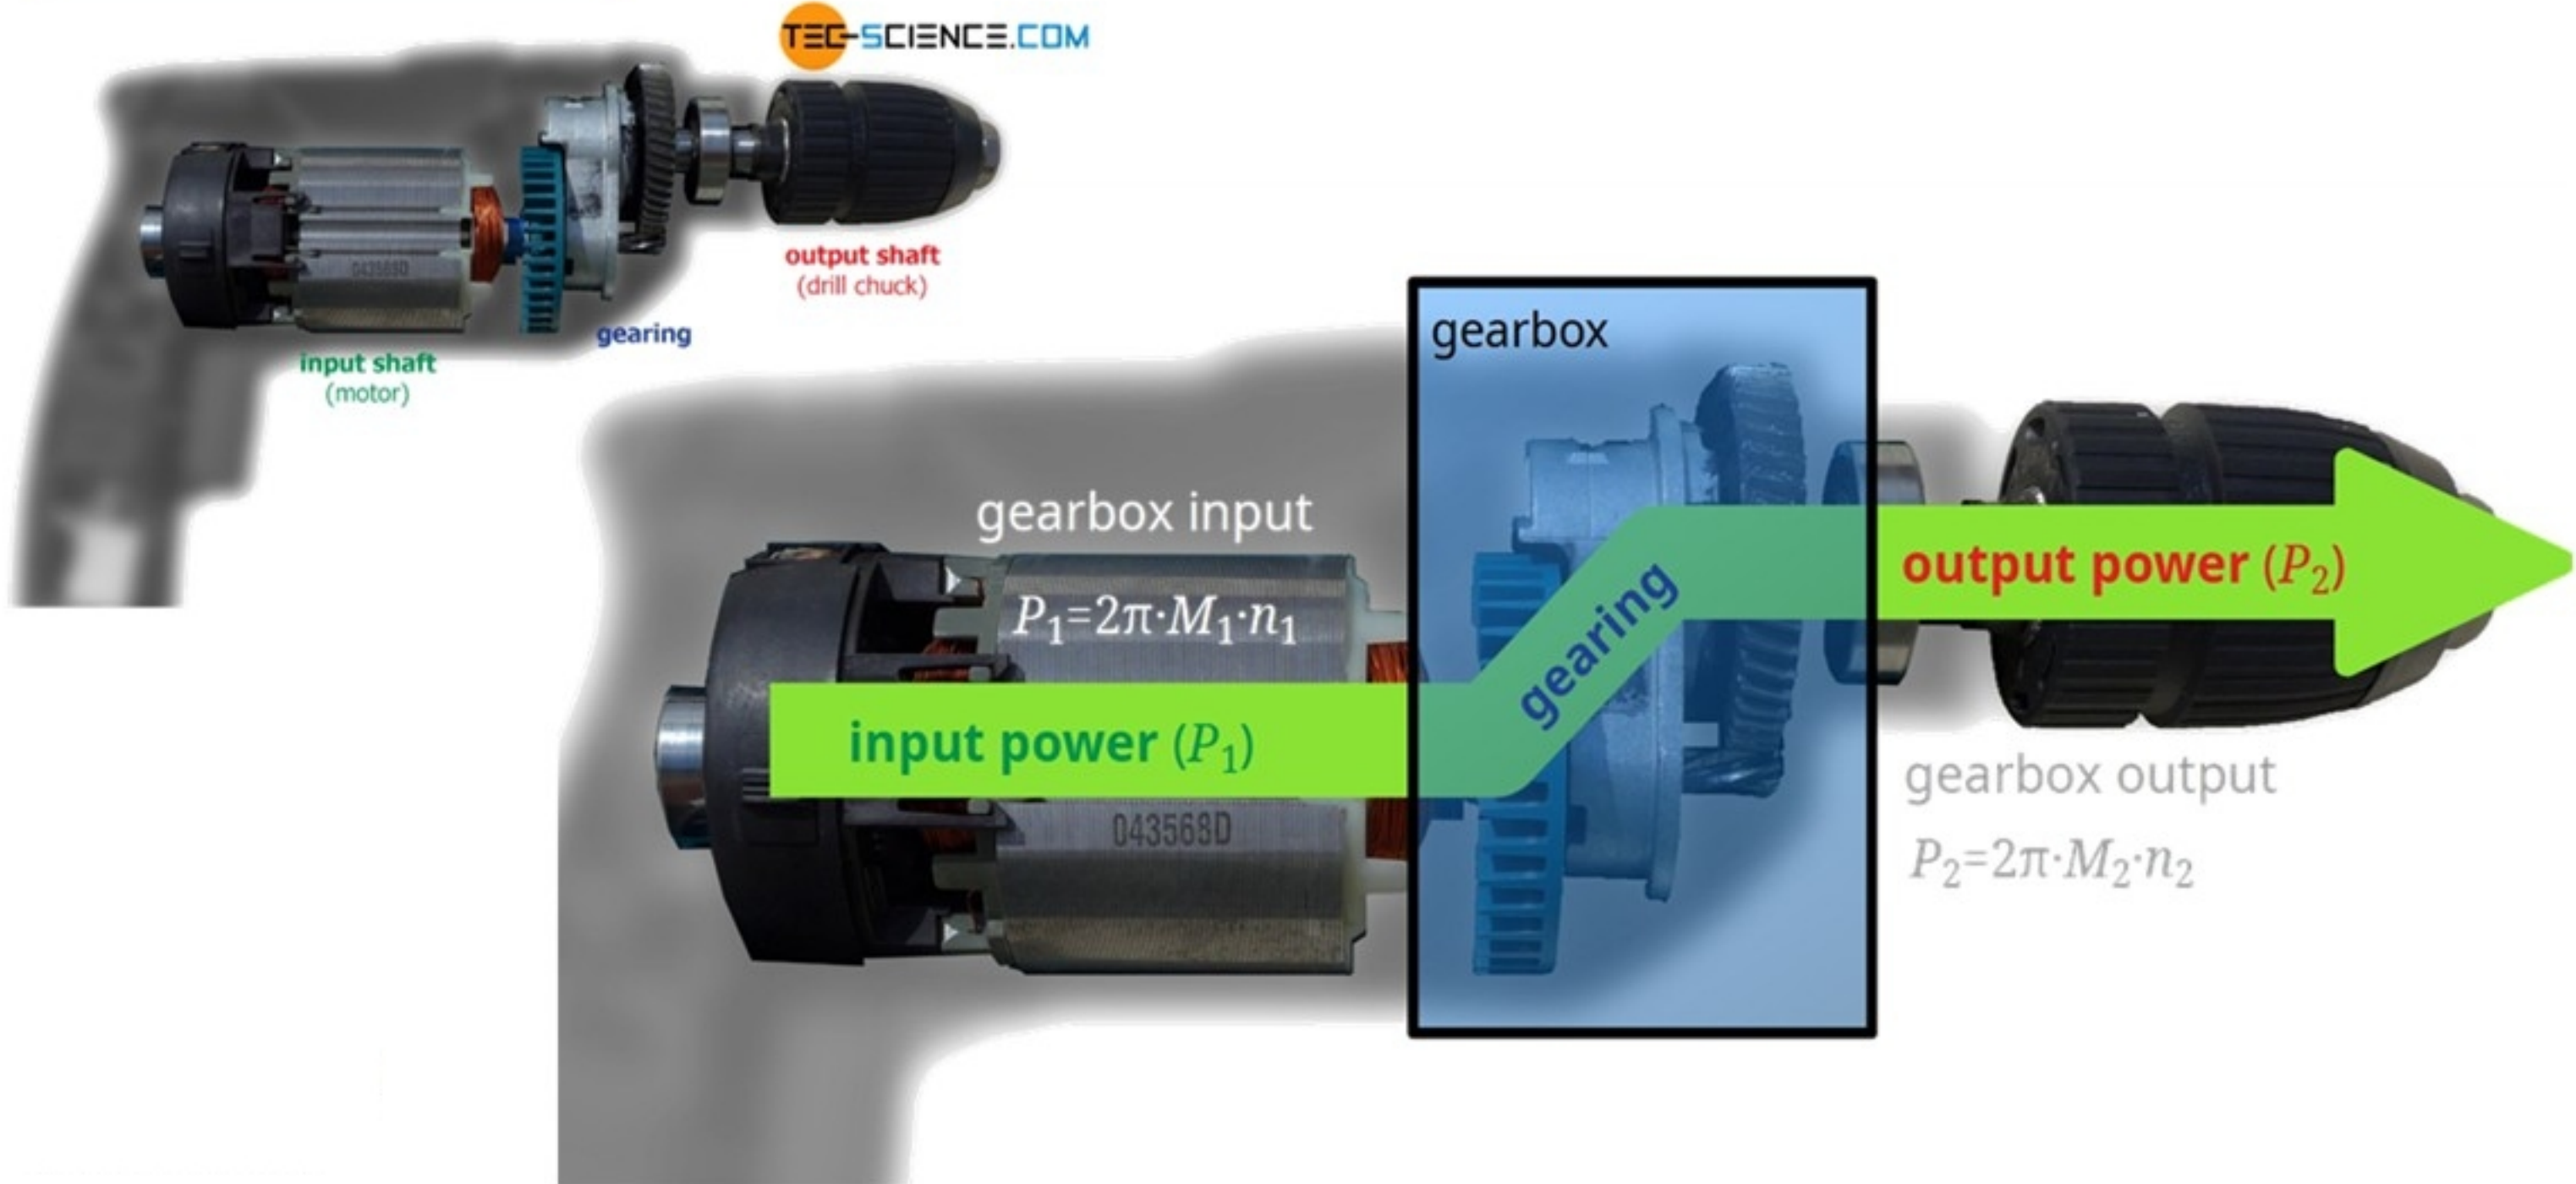 TEC-SCIENCE.COM
output shaft
(drill chuck)
gearing
input shaft
(motor)
043568D
gearbox
gearbox input
P₁=2π·M₁·n₁
output power (P₂)
gearing
input power (P₁)
gearbox output
043568D
P₂=2π·M₂·n₂